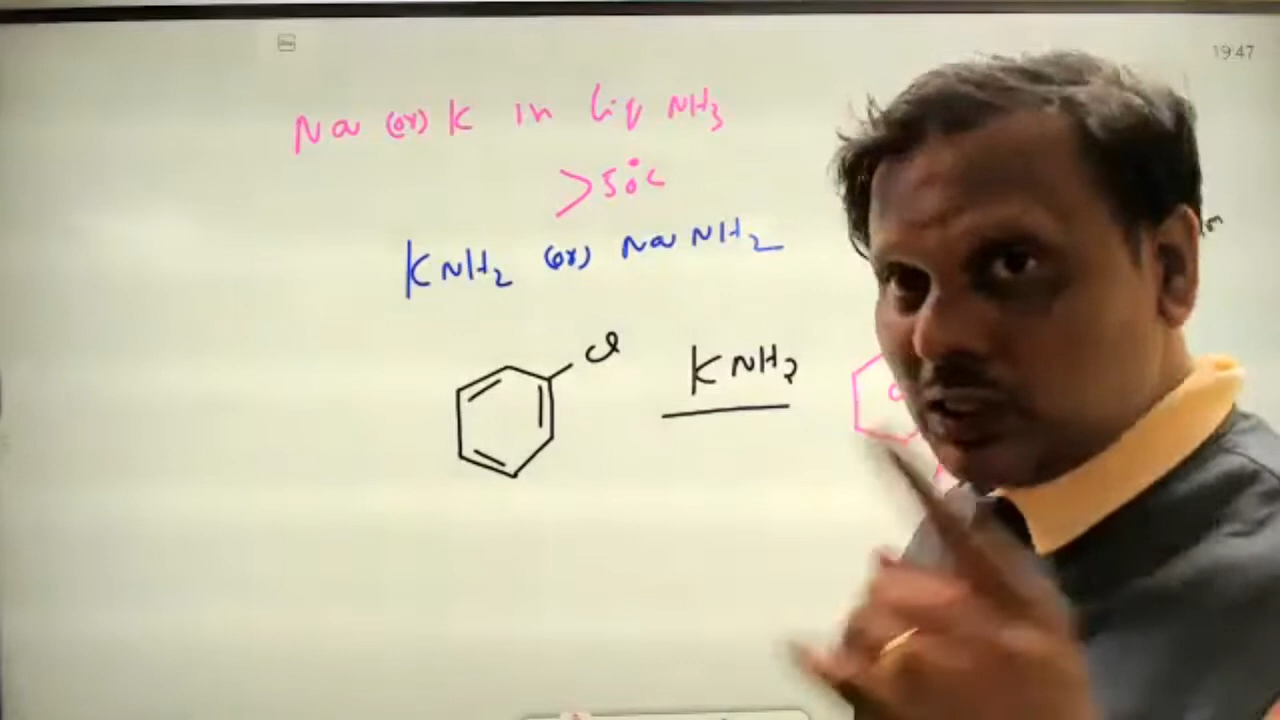 19:47
Na (or) K in liq NH3
>50°C
KNH2 (or) NaNH2
Cl
KNH2